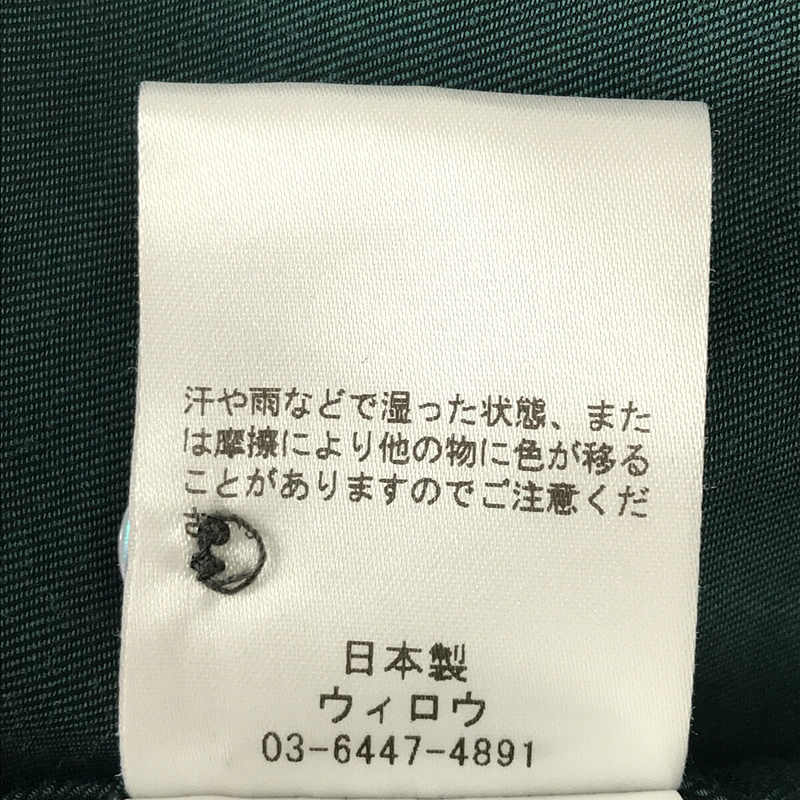 汗や雨などで湿った状態、また
は摩擦により他の物に色が移る
ことがありますのでご注意くだ
さ
日本製
ウィロウ
03-6447-4891